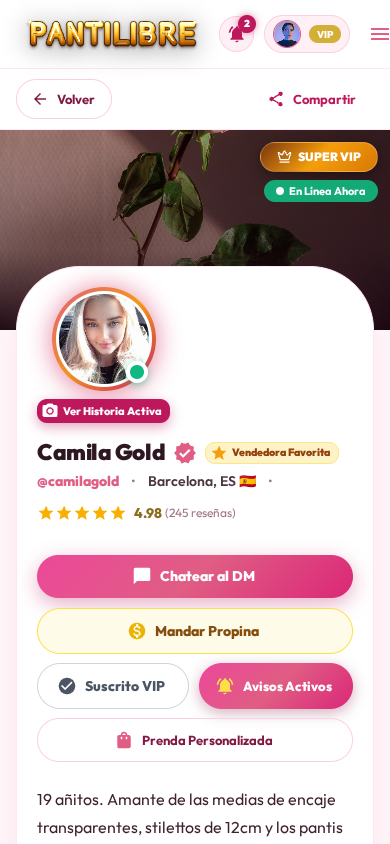 PANTILIBRE
2
VIP
Volver
Compartir
SUPER VIP
En Línea Ahora
Ver Historia Activa
Camila Gold
Vendedora Favorita
@camilagold • Barcelona, ES 🇪🇸 •
4.98 (245 reseñas)
Chatear al DM
Mandar Propina
Suscrito VIP
Avisos Activos
Prenda Personalizada
19 añitos. Amante de las medias de encaje
transparentes, stilettos de 12cm y los pantis